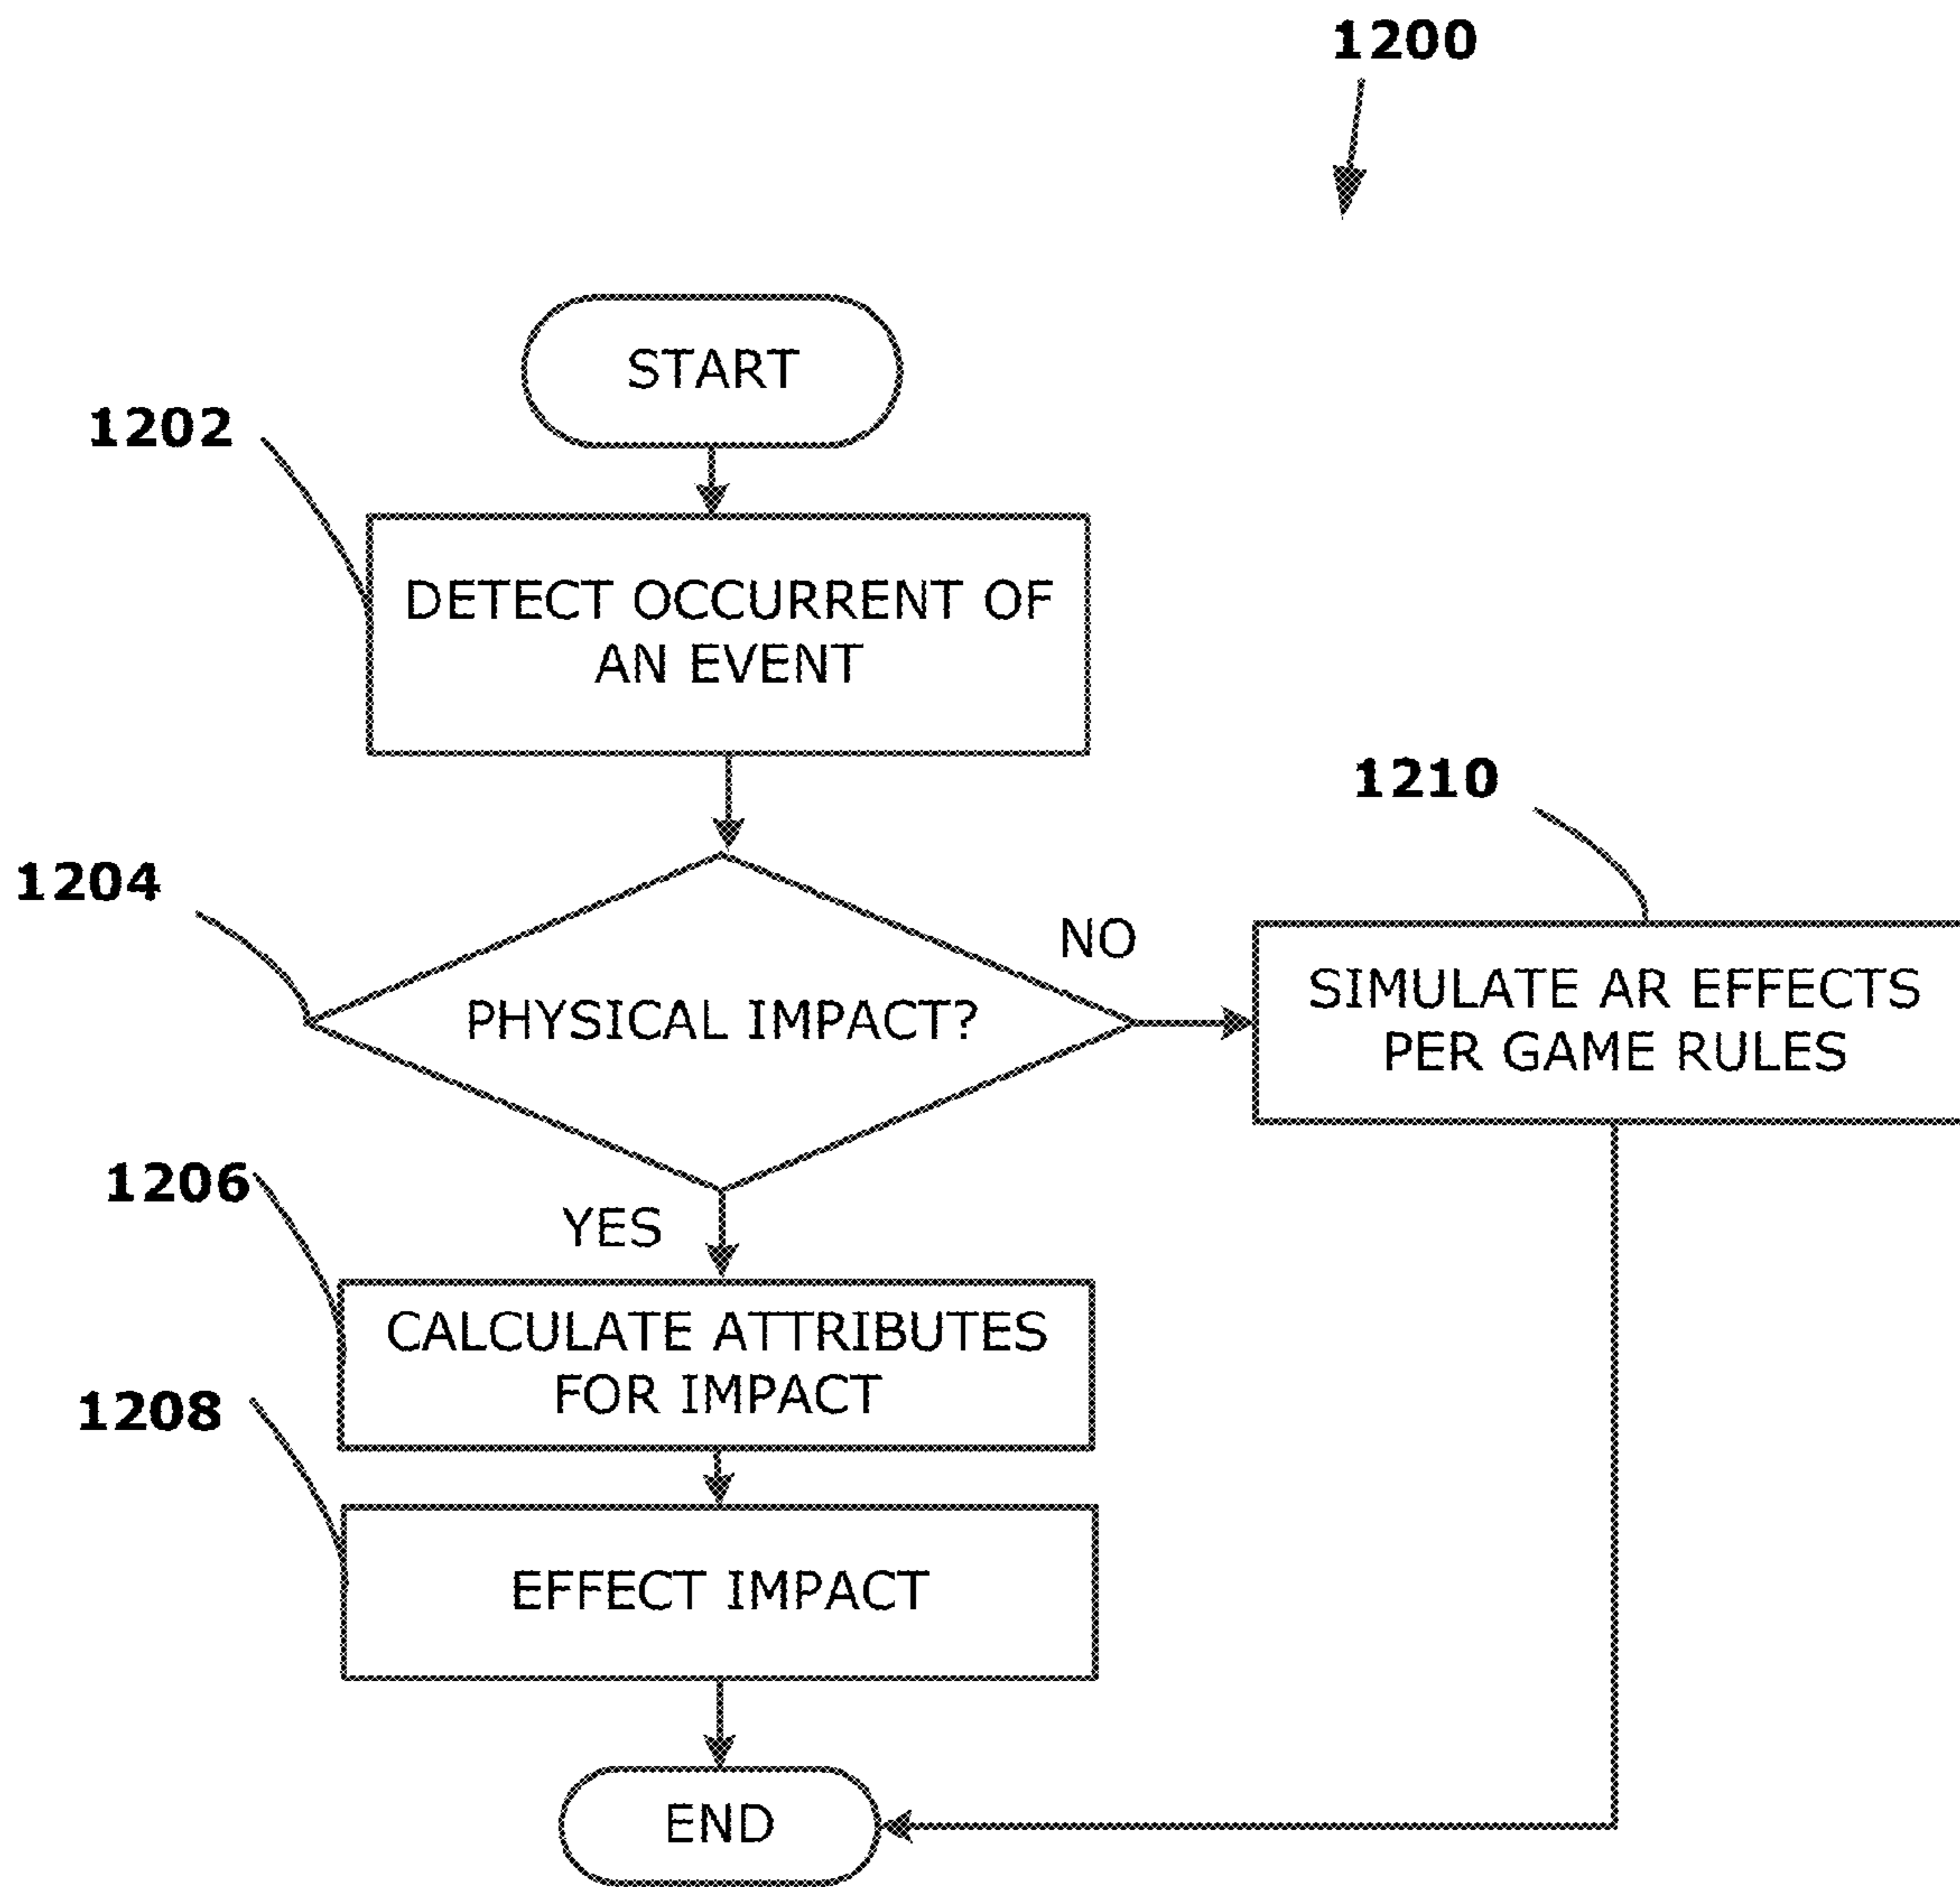 1200
START
1202
DETECT OCCURRENT OF
AN EVENT
1210
1204
NO
PHYSICAL IMPACT?
SIMULATE AR EFFECTS
PER GAME RULES
1206
YES
CALCULATE ATTRIBUTES
FOR IMPACT
1208
EFFECT IMPACT
END